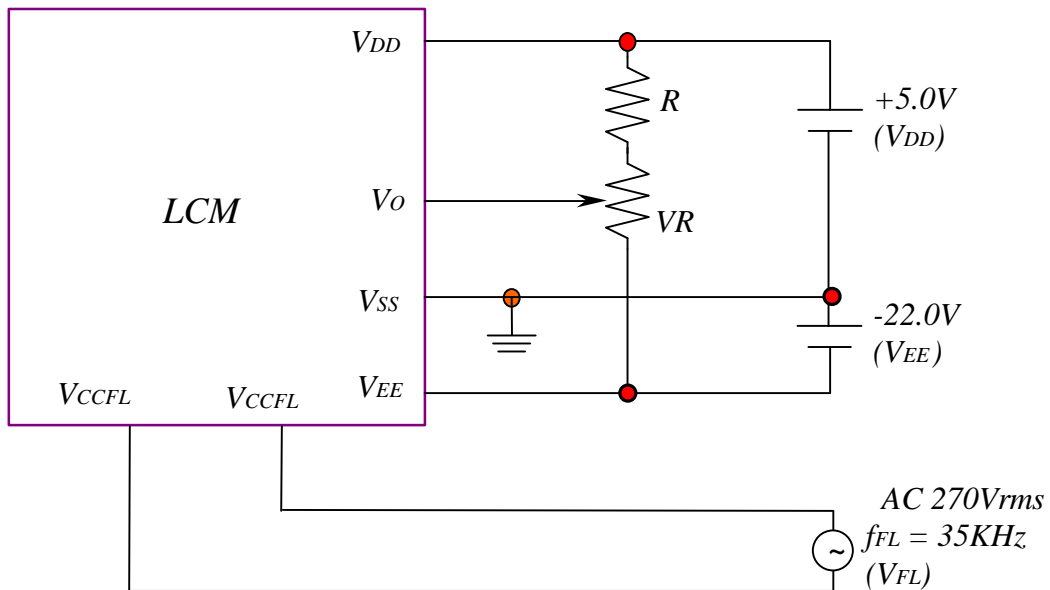 VDD
R
+5.0V
(VDD)
LCM
VO
VR
VSS
-22.0V
(VEE)
VEE
VCCFL
VCCFL
AC 270Vrms
fFL = 35KHz
~
(VFL)